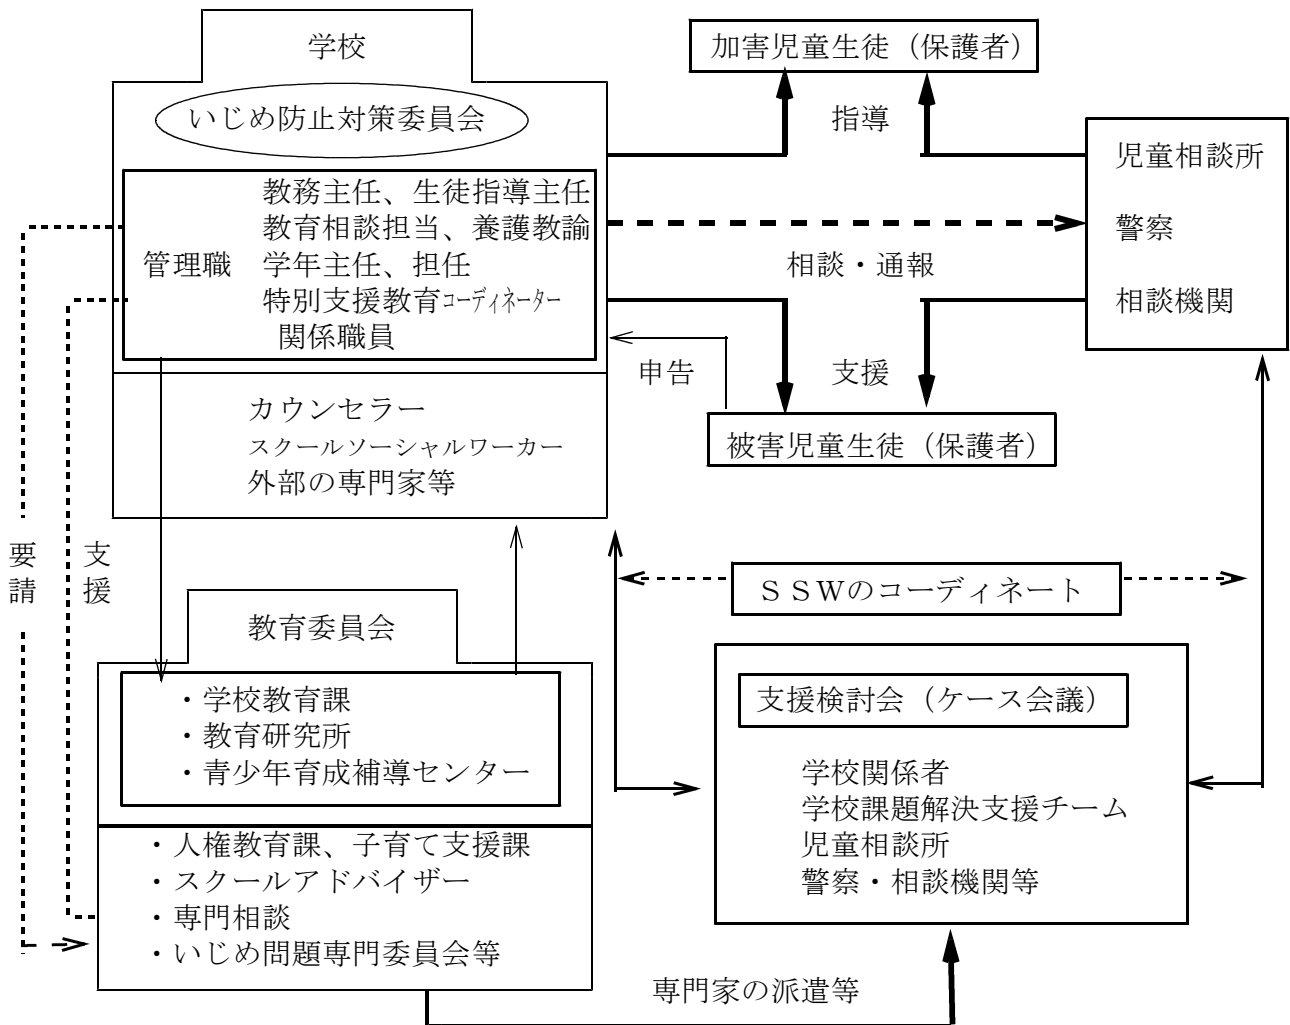 学校
いじめ防止対策委員会
教務主任、生徒指導主任
教育相談担当、養護教諭
管理職 学年主任、担任
特別支援教育コーディネーター
関係職員
カウンセラー
スクールソーシャルワーカー
外部の専門家等
加害児童生徒（保護者）
指導
児童相談所
警察
相談機関
相談・通報
申告
支援
被害児童生徒（保護者）
要請
支援
ＳＳＷのコーディネート
教育委員会
・学校教育課
・教育研究所
・青少年育成補導センター
・人権教育課、子育て支援課
・スクールアドバイザー
・専門相談
・いじめ問題専門委員会等
支援検討会（ケース会議）
学校関係者
学校課題解決支援チーム
児童相談所
警察・相談機関等
専門家の派遣等